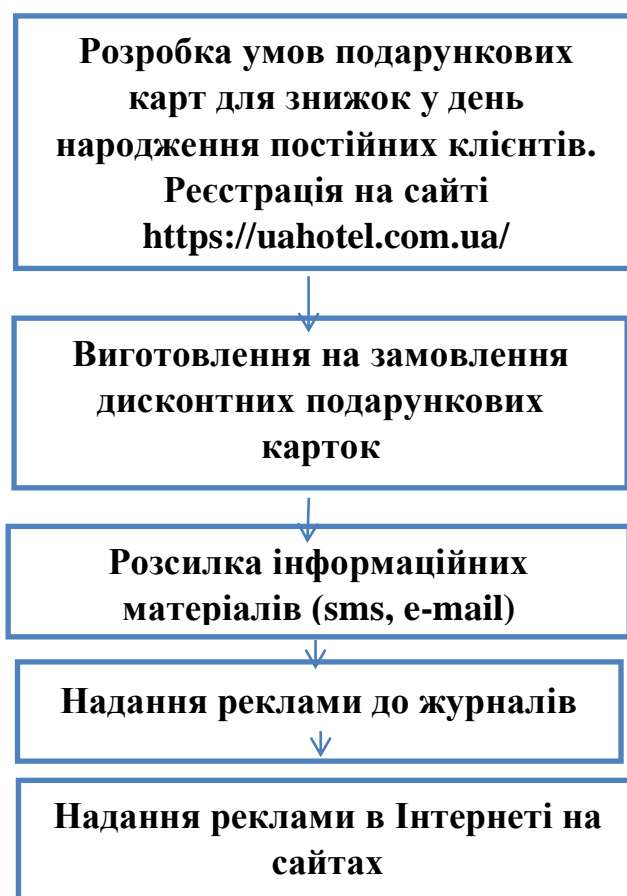 Розробка умов подарункових
карт для знижок у день
народження постійних клієнтів.
Реєстрація на сайті
https://uahotel.com.ua/
Виготовлення на замовлення
дисконтних подарункових
карток
Розсилка інформаційних
матеріалів (sms, e-mail)
Надання реклами до журналів
Надання реклами в Інтернеті на
сайтах